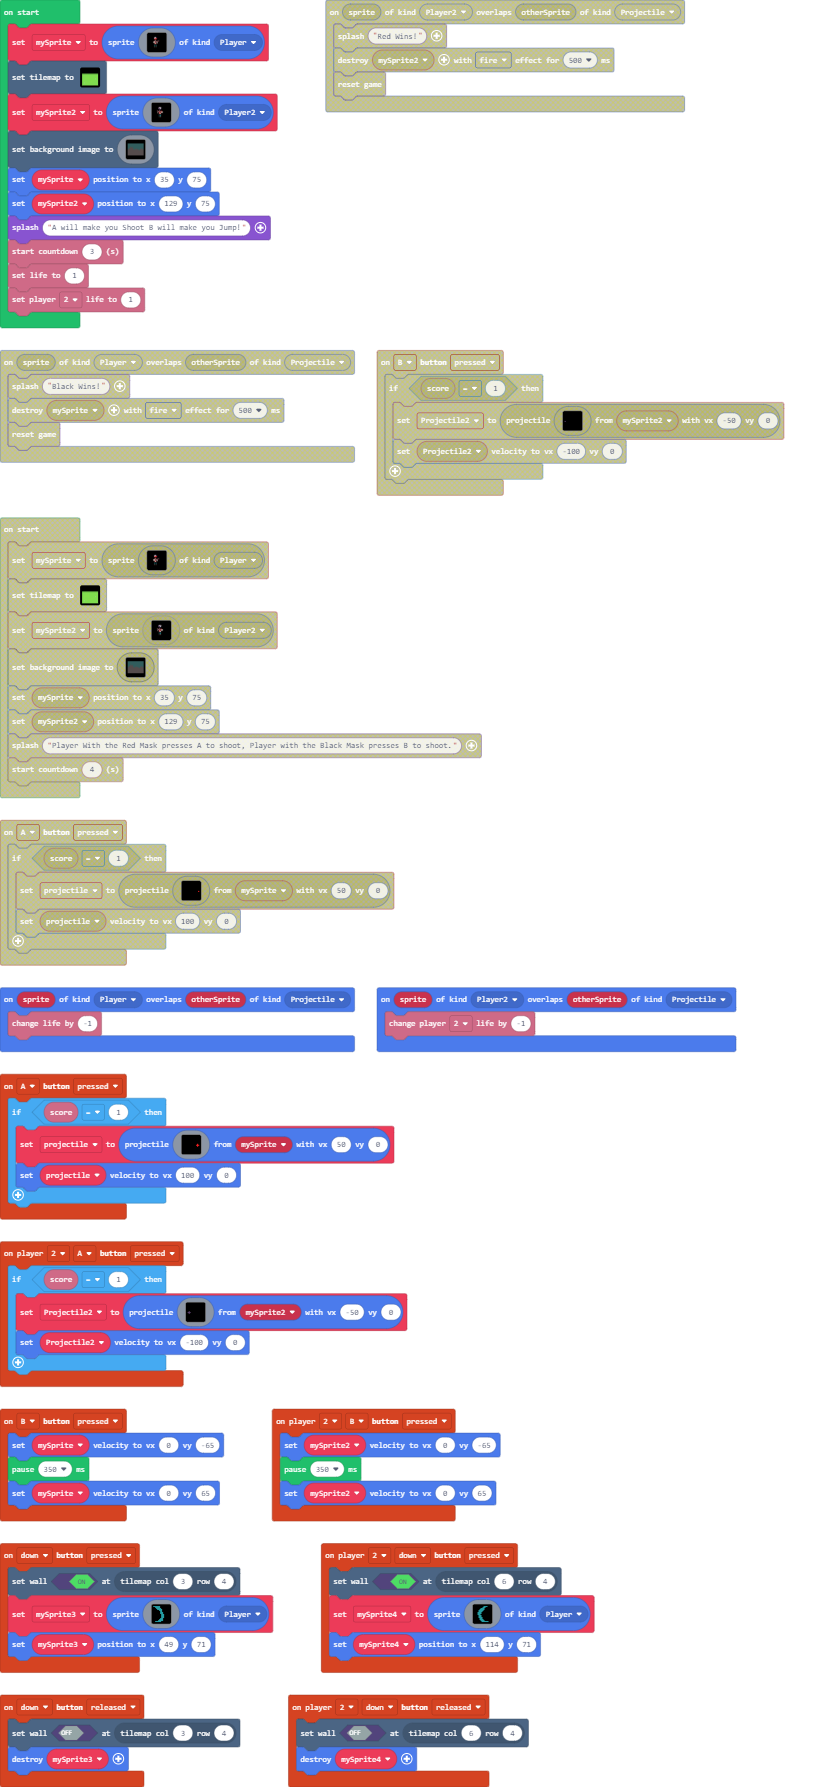 on start
set mySprite to sprite of kind Player
set tilemap to
set mySprite2 to sprite of kind Player2
set background image to
set mySprite position to x 35 y 75
set mySprite2 position to x 129 y 75
splash "A will make you Shoot B will make you Jump!"
start countdown 3 (s)
set life to 1
set player 2 life to 1
on sprite of kind Player2 overlaps otherSprite of kind Projectile
splash "Red Wins!"
destroy mySprite2 with fire effect for 500 ms
reset game
on sprite of kind Player overlaps otherSprite of kind Projectile
splash "Black Wins!"
destroy mySprite with fire effect for 500 ms
reset game
on B button pressed
if score = 1 then
set Projectile2 to projectile from mySprite2 with vx -50 vy 0
set Projectile2 velocity to vx -100 vy 0
on start
set mySprite to sprite of kind Player
set tilemap to
set mySprite2 to sprite of kind Player2
set background image to
set mySprite position to x 35 y 75
set mySprite2 position to x 129 y 75
splash "Player With the Red Mask presses A to shoot, Player with the Black Mask presses B to shoot."
start countdown 4 (s)
on A button pressed
if score = 1 then
set projectile to projectile from mySprite with vx 50 vy 0
set projectile velocity to vx 100 vy 0
on sprite of kind Player overlaps otherSprite of kind Projectile
change life by -1
on sprite of kind Player2 overlaps otherSprite of kind Projectile
change player 2 life by -1
on A button pressed
if score = 1 then
set projectile to projectile from mySprite with vx 50 vy 0
set projectile velocity to vx 100 vy 0
on player 2 A button pressed
if score = 1 then
set Projectile2 to projectile from mySprite2 with vx -50 vy 0
set Projectile2 velocity to vx -100 vy 0
on B button pressed
set mySprite velocity to vx 0 vy -65
pause 350 ms
set mySprite velocity to vx 0 vy 65
on player 2 B button pressed
set mySprite2 velocity to vx 0 vy -65
pause 350 ms
set mySprite2 velocity to vx 0 vy 65
on down button pressed
set wall ON at tilemap col 3 row 4
set mySprite3 to sprite of kind Player
set mySprite3 position to x 49 y 71
on player 2 down button pressed
set wall ON at tilemap col 6 row 4
set mySprite4 to sprite of kind Player
set mySprite4 position to x 114 y 71
on down button released
set wall OFF at tilemap col 3 row 4
destroy mySprite3
on player 2 down button released
set wall OFF at tilemap col 6 row 4
destroy mySprite4